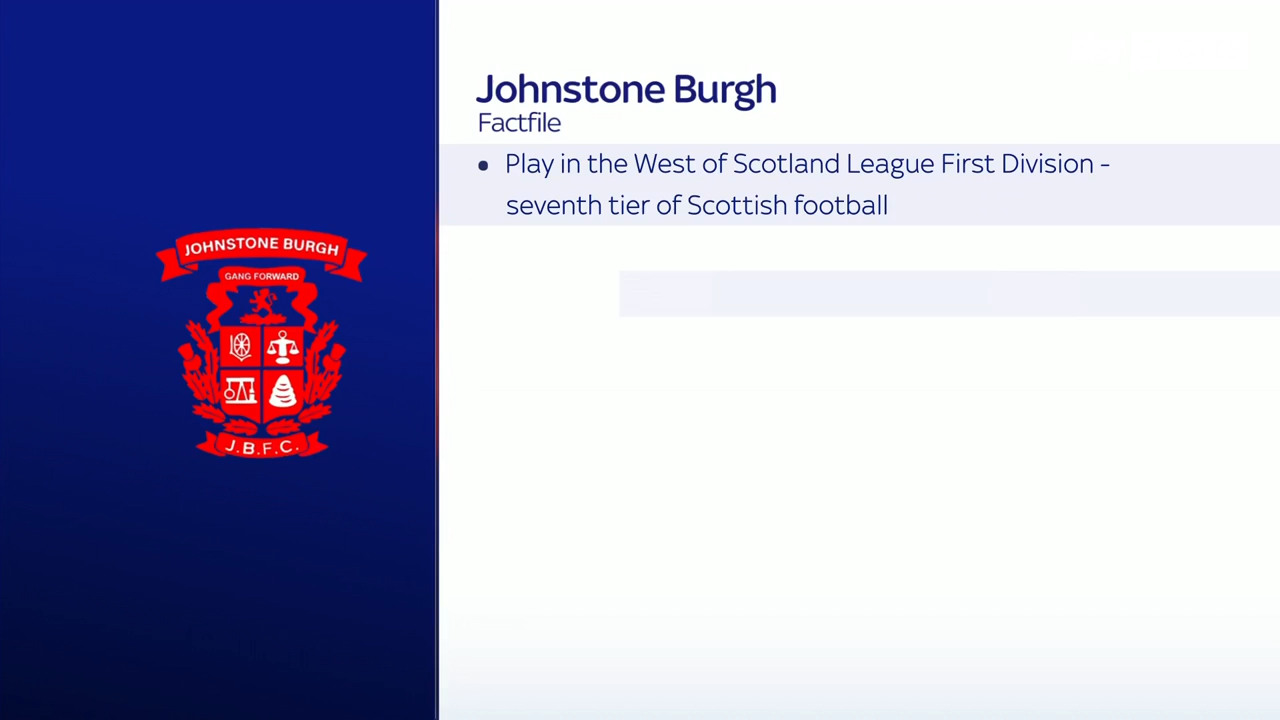 Johnstone Burgh
Factfile
• Play in the West of Scotland League First Division -
seventh tier of Scottish football
JOHNSTONE BURGH
GANG FORWARD
J.B.F.C.